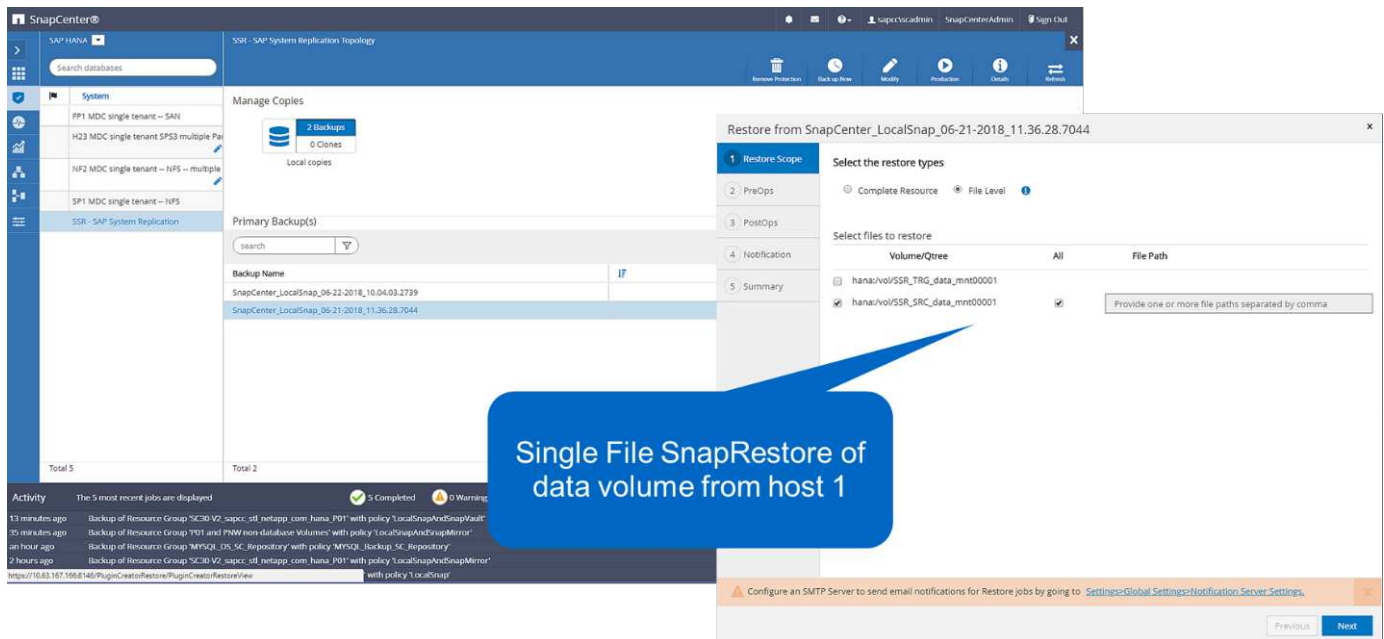 SnapCenter®
sapcc\scadmin SnapCenterAdmin Sign Out
SAP HANA
SSR - SAP System Replication Topology
Search databases
Remove Protection
Back up Now
Modify
Production
Details
Refresh
System
FP1 MDC single tenant -- SAN
H23 MDC single tenant SPS3 multiple Pa
NF2 MDC single tenant -- NFS -- multiple
SP1 MDC single tenant -- NFS
SSR - SAP System Replication
Total 5
Manage Copies
2 Backups
0 Clones
Local copies
Primary Backup(s)
search
Backup Name
SnapCenter_LocalSnap_06-22-2018_10.04.03.2739
SnapCenter_LocalSnap_06-21-2018_11.36.28.7044
Total 2
Activity The 5 most recent jobs are displayed 5 Completed 0 Warning
13 minutes ago Backup of Resource Group 'SC30-V2_sapcc_stl_netapp_com_hana_P01' with policy 'LocalSnapAndSnapVault'
35 minutes ago Backup of Resource Group 'P01 and PNW non-database Volumes' with policy 'LocalSnapAndSnapMirror'
an hour ago Backup of Resource Group 'MYSQL_DS_SC_Repository' with policy 'MYSQL_Backup_SC_Repository'
2 hours ago Backup of Resource Group 'SC30-V2_sapcc_stl_netapp_com_hana_P01' with policy 'LocalSnapAndSnapMirror'
https://10.63.167.166:8146/PluginCreatorRestore/PluginCreatorRestoreView
with policy 'LocalSnap'
Restore from SnapCenter_LocalSnap_06-21-2018_11.36.28.7044
x
1 Restore Scope
2 PreOps
3 PostOps
4 Notification
5 Summary
Select the restore types
Complete Resource File Level
Select files to restore
Volume/Qtree All File Path
hana:/vol/SSR_TRG_data_mnt00001
hana:/vol/SSR_SRC_data_mnt00001
Provide one or more file paths separated by comma
Single File SnapRestore of
data volume from host 1
Configure an SMTP Server to send email notifications for Restore jobs by going to Settings>Global Settings>Notification Server Settings.
Previous
Next